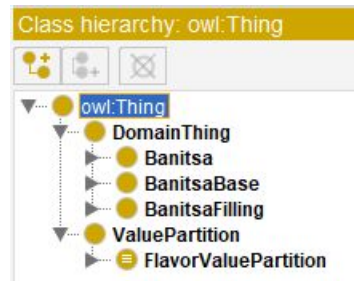 Class hierarchy: owl:Thing
owl:Thing
DomainThing
Banitsa
BanitsaBase
BanitsaFilling
ValuePartition
FlavorValuePartition